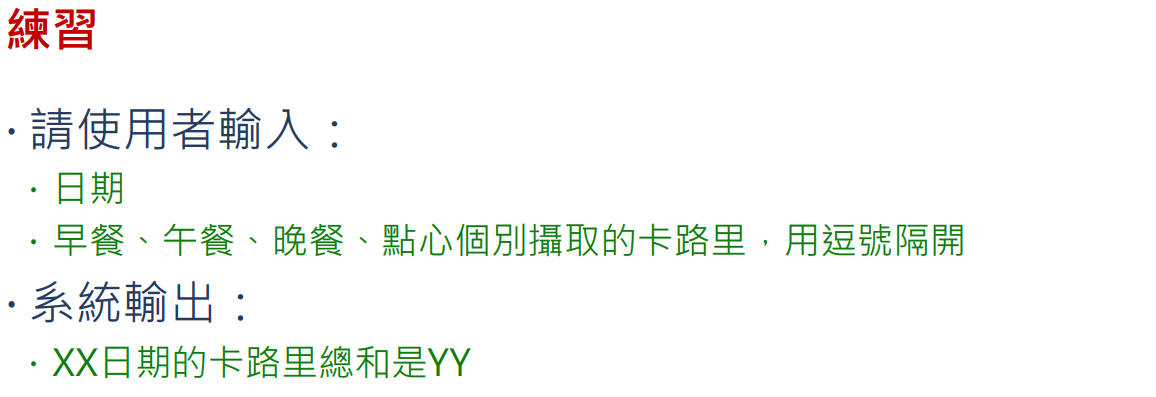 練習
• 請使用者輸入：
• 日期
• 早餐、午餐、晚餐、點心個別攝取的卡路里，用逗號隔開
• 系統輸出：
• XX日期的卡路里總和是YY